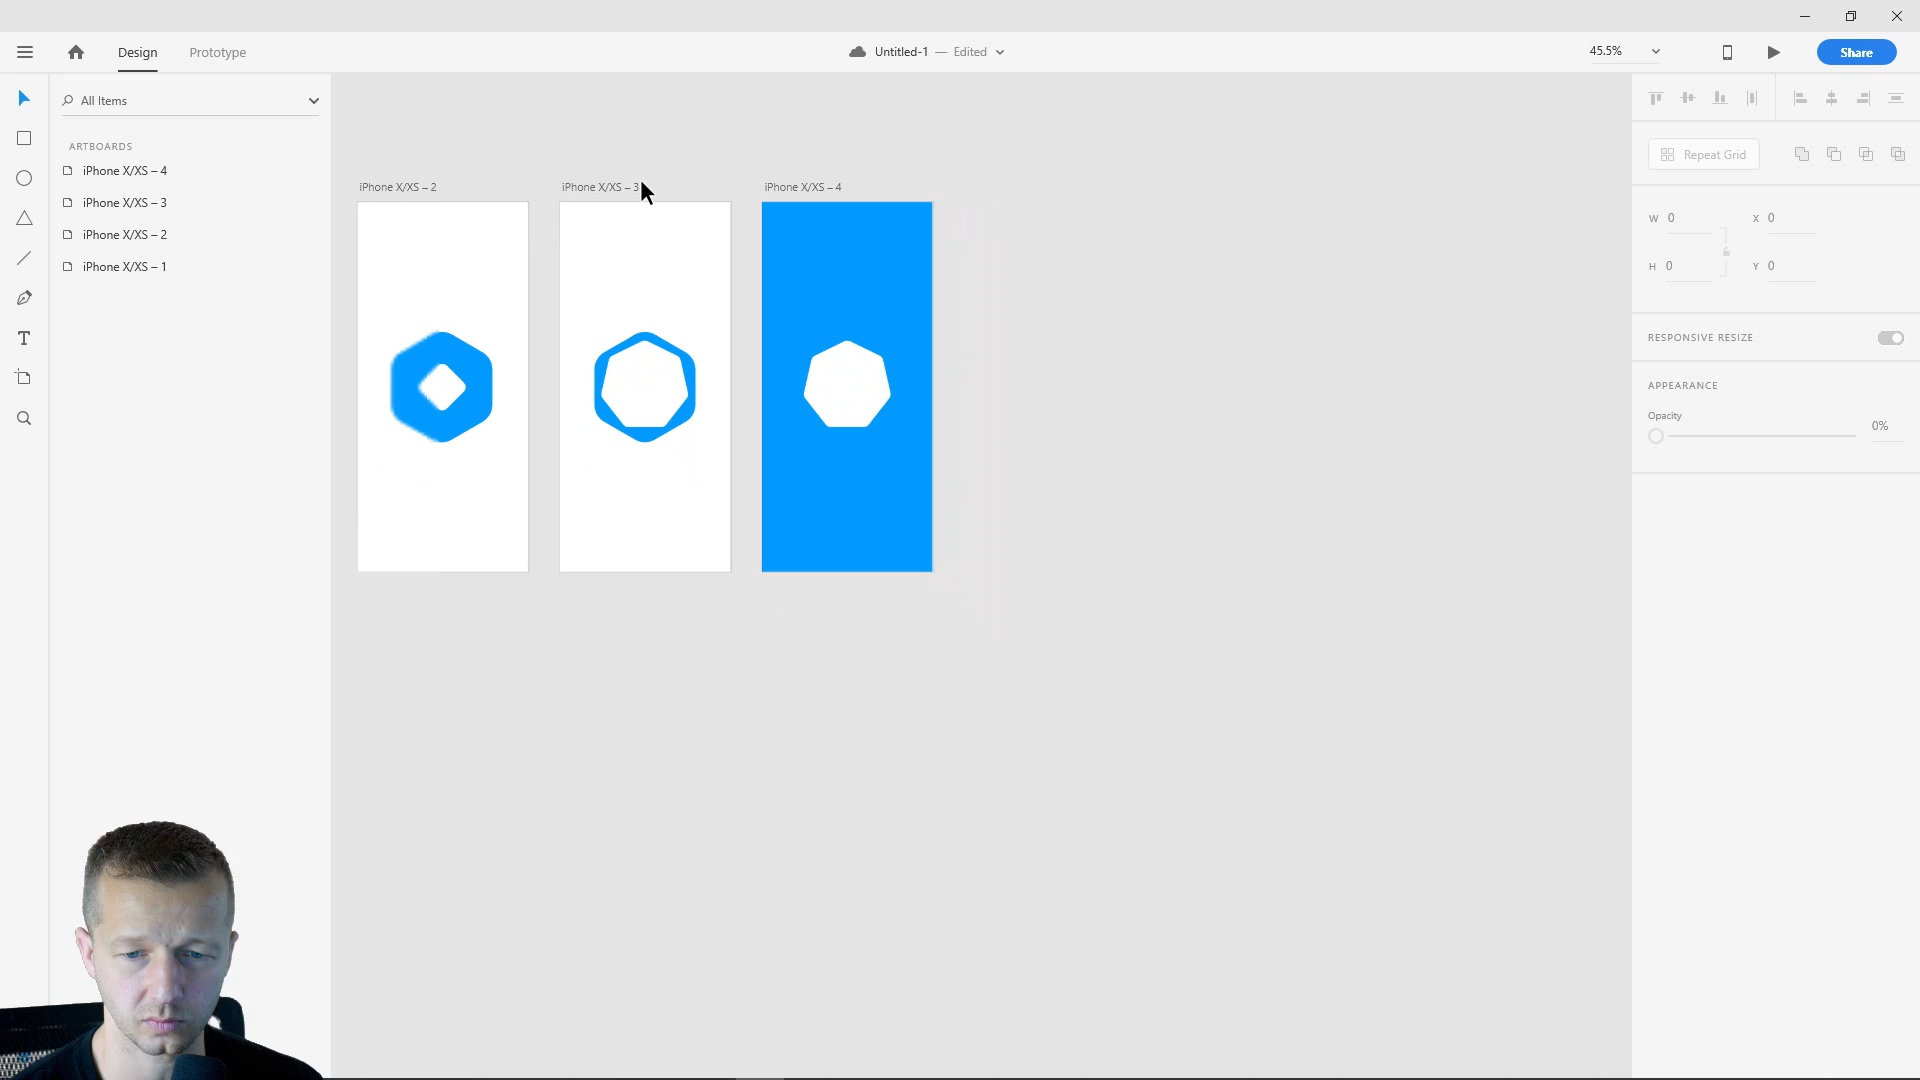 Design
Prototype
Untitled-1 — Edited
45.5%
Share
All Items
ARTBOARDS
iPhone X/XS – 4
iPhone X/XS – 3
iPhone X/XS – 2
iPhone X/XS – 1
iPhone X/XS – 2
iPhone X/XS – 3
iPhone X/XS – 4
Repeat Grid
W 0
X 0
H 0
Y 0
RESPONSIVE RESIZE
APPEARANCE
Opacity
0%